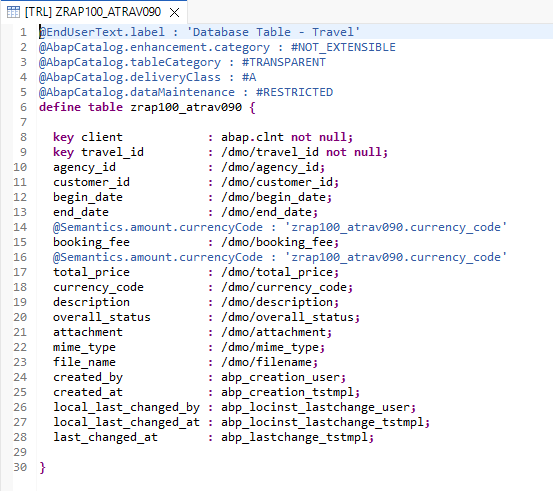 [TRL] ZRAP100_ATRAV090
1 @EndUserText.label : 'Database Table - Travel'
2 @AbapCatalog.enhancement.category : #NOT_EXTENSIBLE
3 @AbapCatalog.tableCategory : #TRANSPARENT
4 @AbapCatalog.deliveryClass : #A
5 @AbapCatalog.dataMaintenance : #RESTRICTED
6 define table zrap100_atrav090 {
7
8 key client : abap.clnt not null;
9 key travel_id : /dmo/travel_id not null;
10 agency_id : /dmo/agency_id;
11 customer_id : /dmo/customer_id;
12 begin_date : /dmo/begin_date;
13 end_date : /dmo/end_date;
14 @Semantics.amount.currencyCode : 'zrap100_atrav090.currency_code'
15 booking_fee : /dmo/booking_fee;
16 @Semantics.amount.currencyCode : 'zrap100_atrav090.currency_code'
17 total_price : /dmo/total_price;
18 currency_code : /dmo/currency_code;
19 description : /dmo/description;
20 overall_status : /dmo/overall_status;
21 attachment : /dmo/attachment;
22 mime_type : /dmo/mime_type;
23 file_name : /dmo/filename;
24 created_by : abp_creation_user;
25 created_at : abp_creation_tstmpl;
26 local_last_changed_by : abp_locinst_lastchange_user;
27 local_last_changed_at : abp_locinst_lastchange_tstmpl;
28 last_changed_at : abp_lastchange_tstmpl;
29
30 }